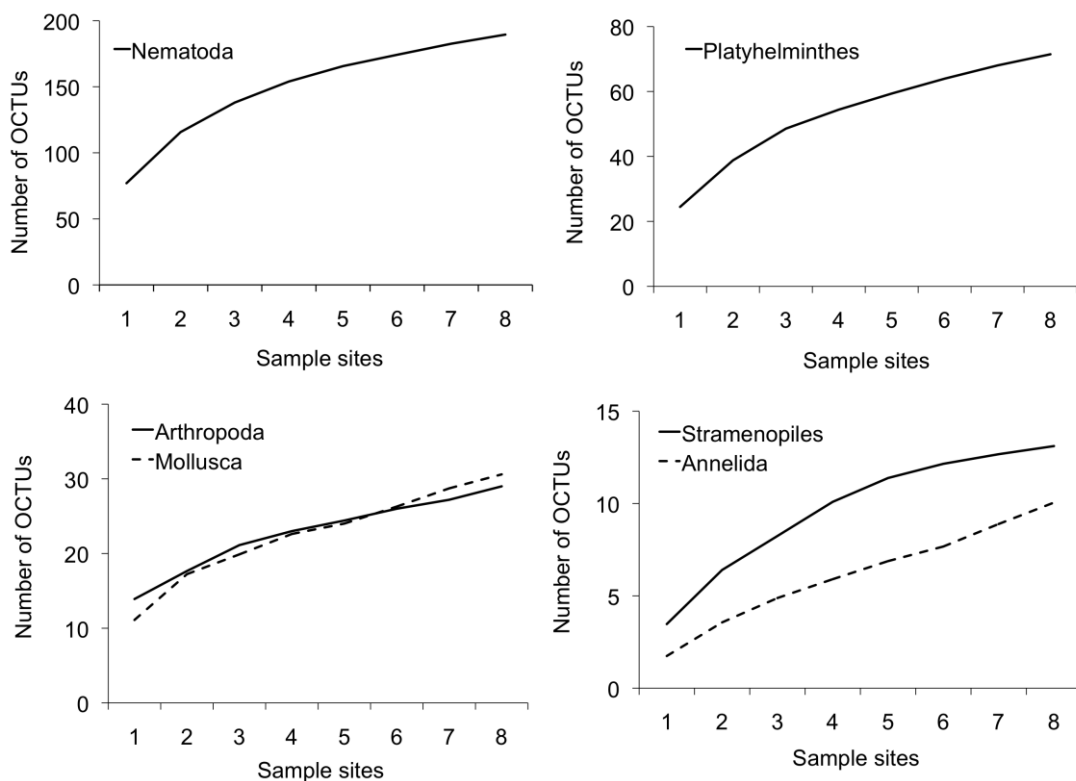 Nematoda
Number of OCTUs
200
150
100
50
0
1 2 3 4 5 6 7 8
Sample sites
Platyhelminthes
Number of OCTUs
80
60
40
20
0
1 2 3 4 5 6 7 8
Sample sites
Arthropoda
Mollusca
Number of OCTUs
40
30
20
10
0
1 2 3 4 5 6 7 8
Sample sites
Stramenopiles
Annelida
Number of OCTUs
15
10
5
0
1 2 3 4 5 6 7 8
Sample sites